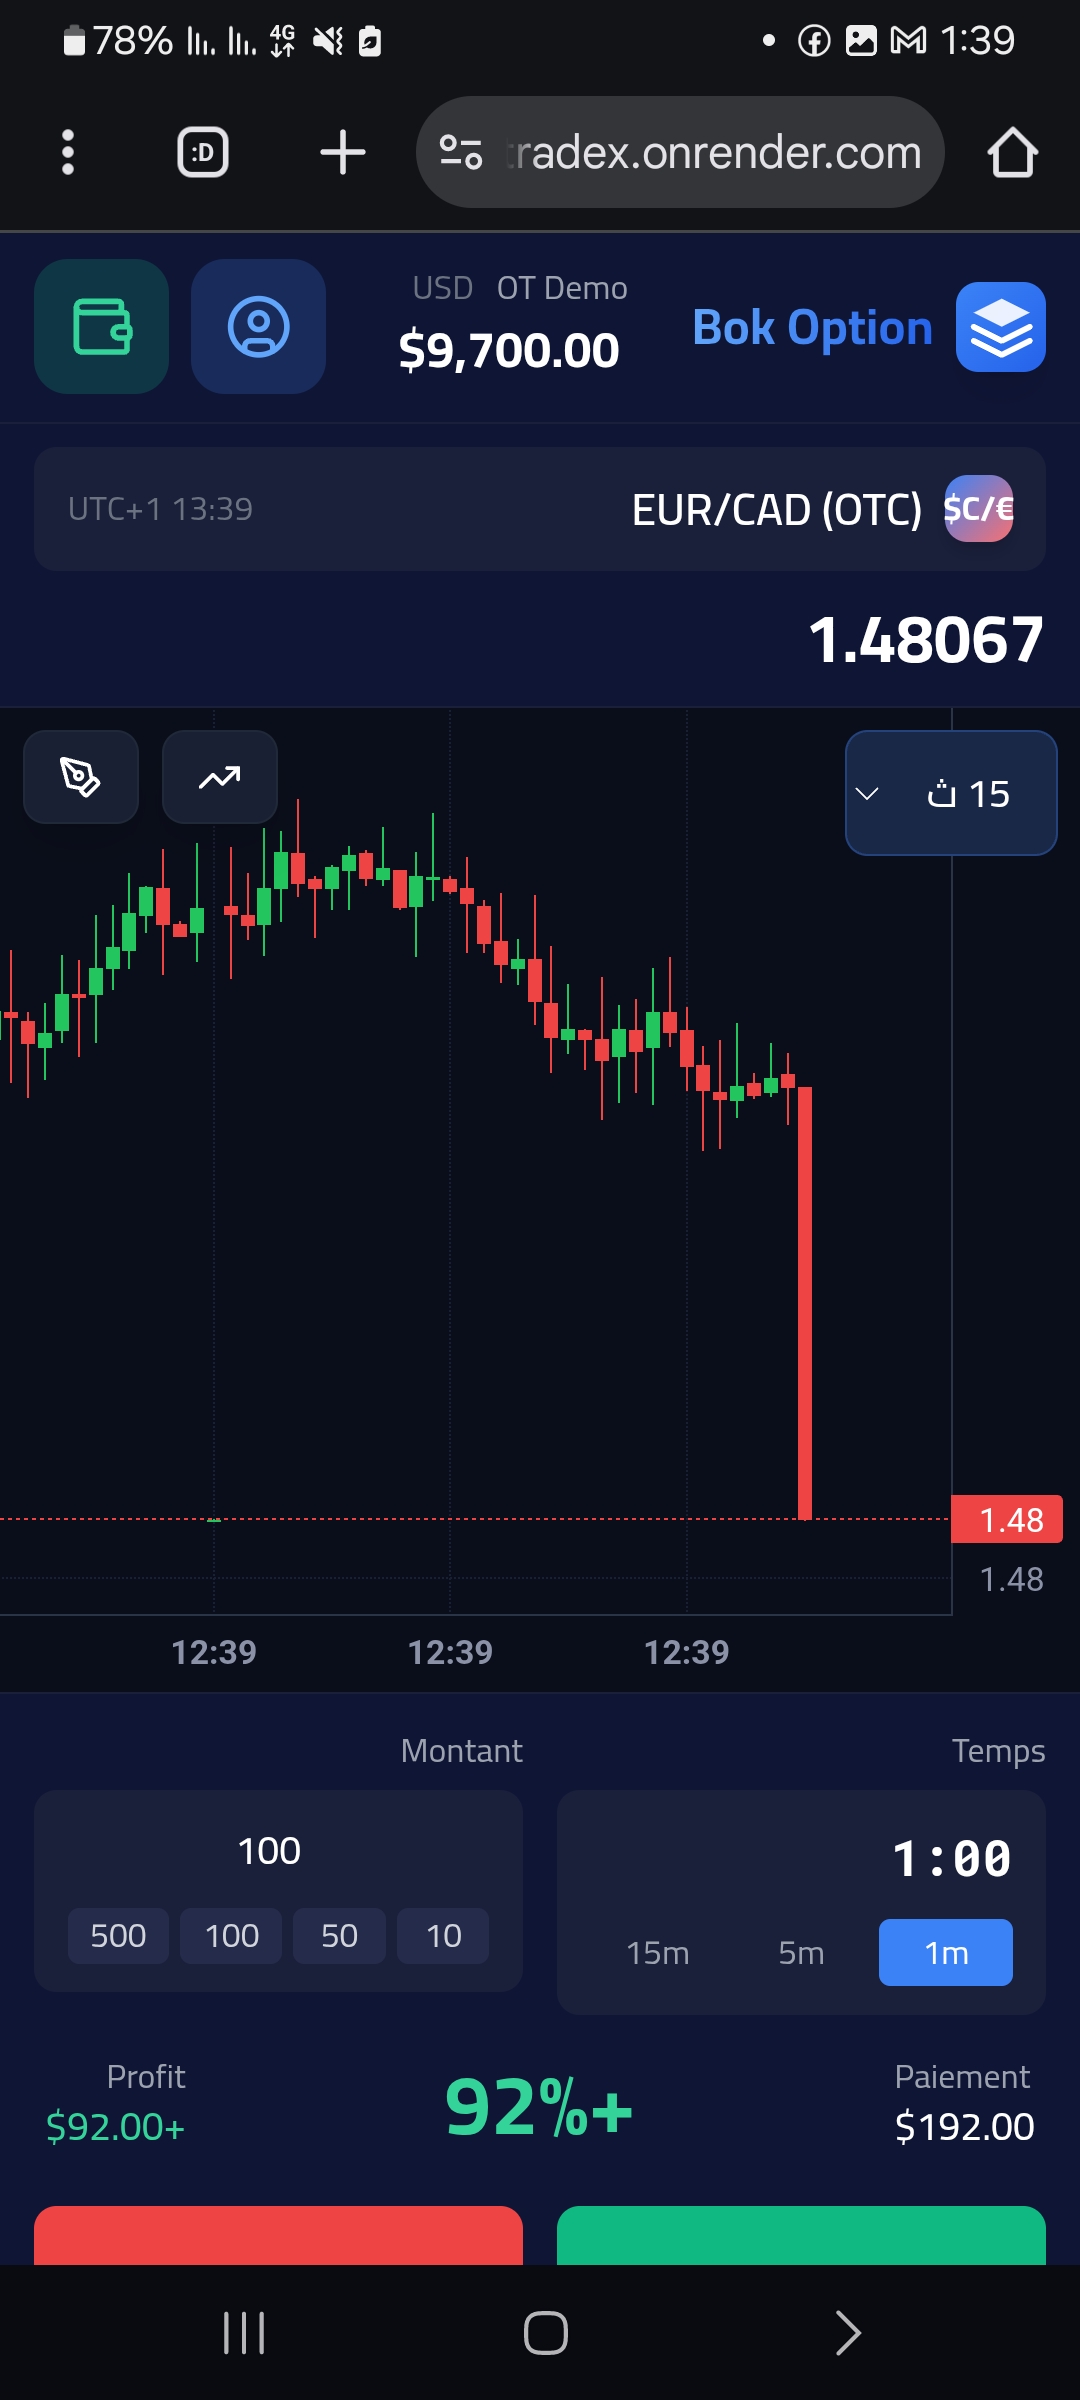 78% 4G 1:39
:D tradex.onrender.com
USD OT Demo
$9,700.00
Bok Option
UTC+1 13:39
EUR/CAD (OTC) $C/€
1.48067
15 ث
1.48
1.48
12:39 12:39 12:39
Montant Temps
100
1:00
500 100 50 10
15m 5m 1m
Profit
$92.00+
92%+
Paiement
$192.00